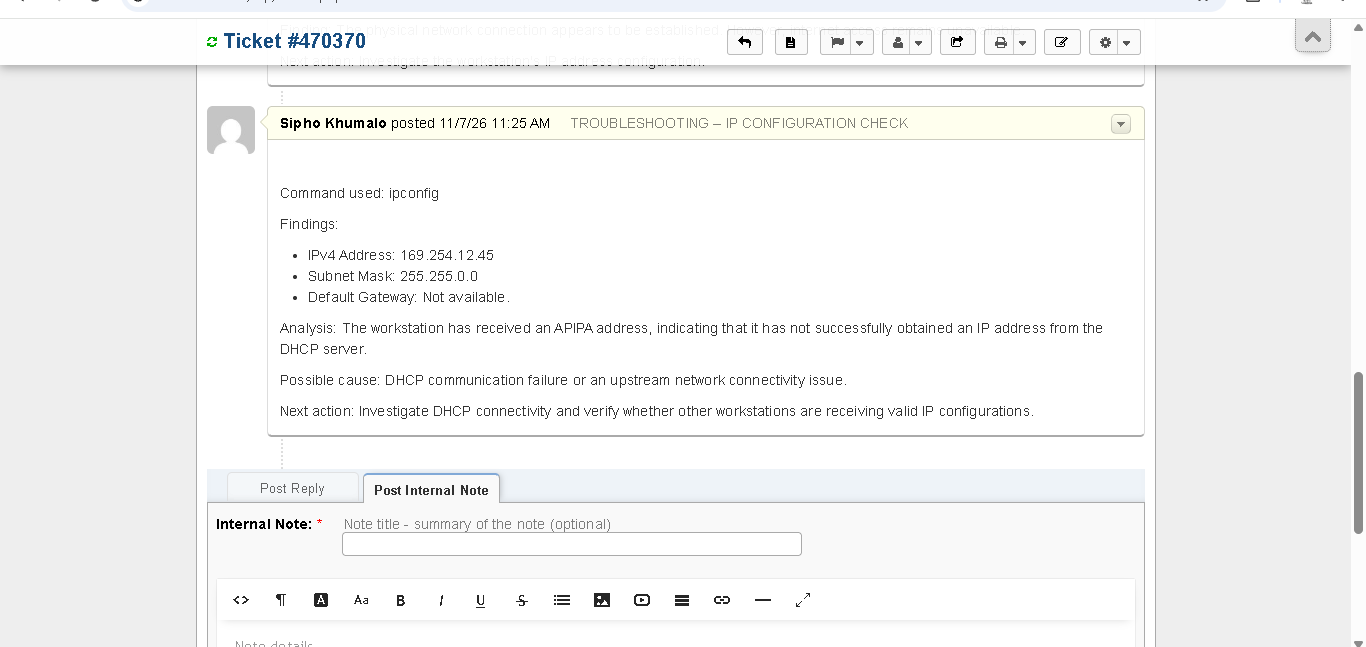 Ticket #470370
Sipho Khumalo posted 11/7/26 11:25 AM TROUBLESHOOTING – IP CONFIGURATION CHECK
Command used: ipconfig
Findings:
• IPv4 Address: 169.254.12.45
• Subnet Mask: 255.255.0.0
• Default Gateway: Not available.
Analysis: The workstation has received an APIPA address, indicating that it has not successfully obtained an IP address from the
DHCP server.
Possible cause: DHCP communication failure or an upstream network connectivity issue.
Next action: Investigate DHCP connectivity and verify whether other workstations are receiving valid IP configurations.
Post Reply
Post Internal Note
Internal Note: * Note title - summary of the note (optional)
<> ¶ A Aa B I U S
Note details